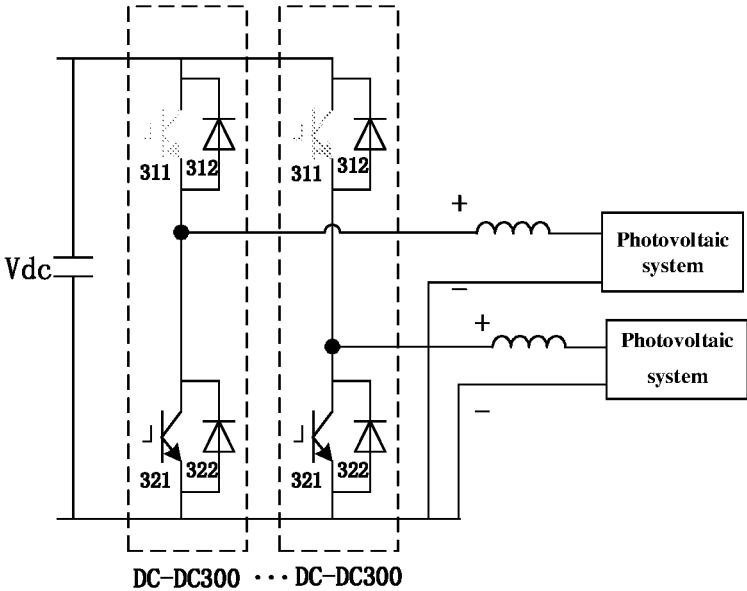 311 312 311 312
+
Photovoltaic
system
Vdc
−
+
Photovoltaic
system
−
321 322 321 322
DC-DC300 ··· DC-DC300